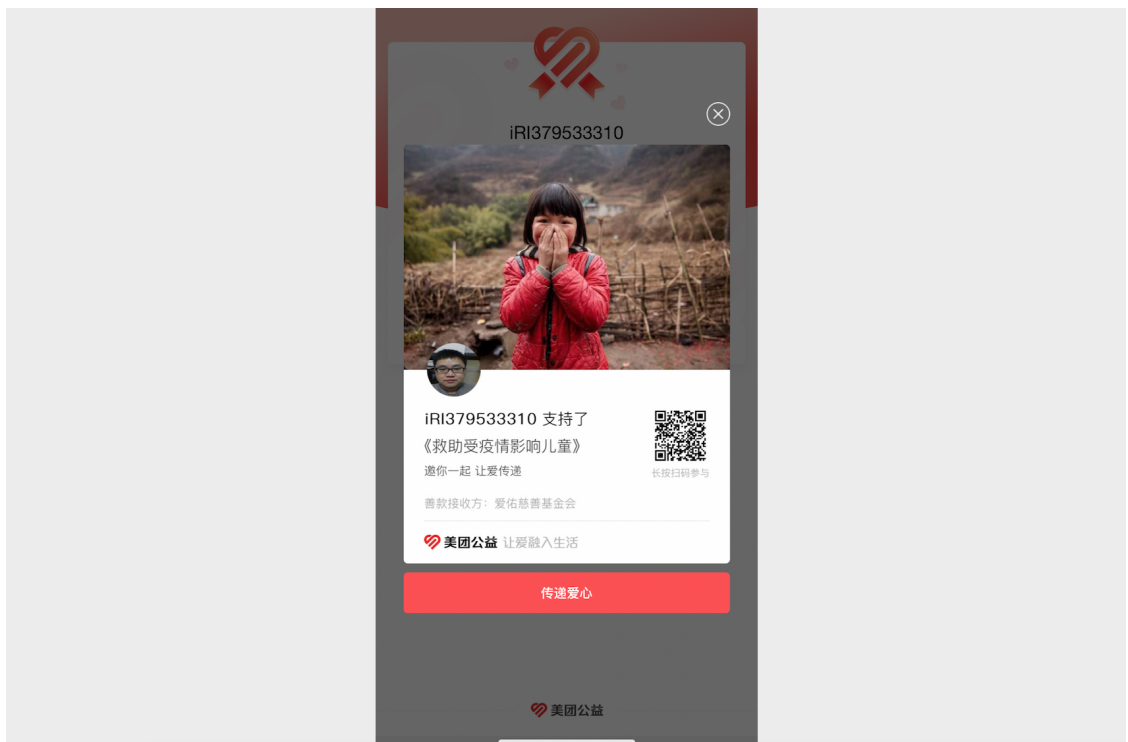 iRI379533310
iRI379533310 支持了
《救助受疫情影响儿童》
邀你一起 让爱传递
长按扫码参与
善款接收方：爱佑慈善基金会
美团公益 让爱融入生活
传递爱心
美团公益